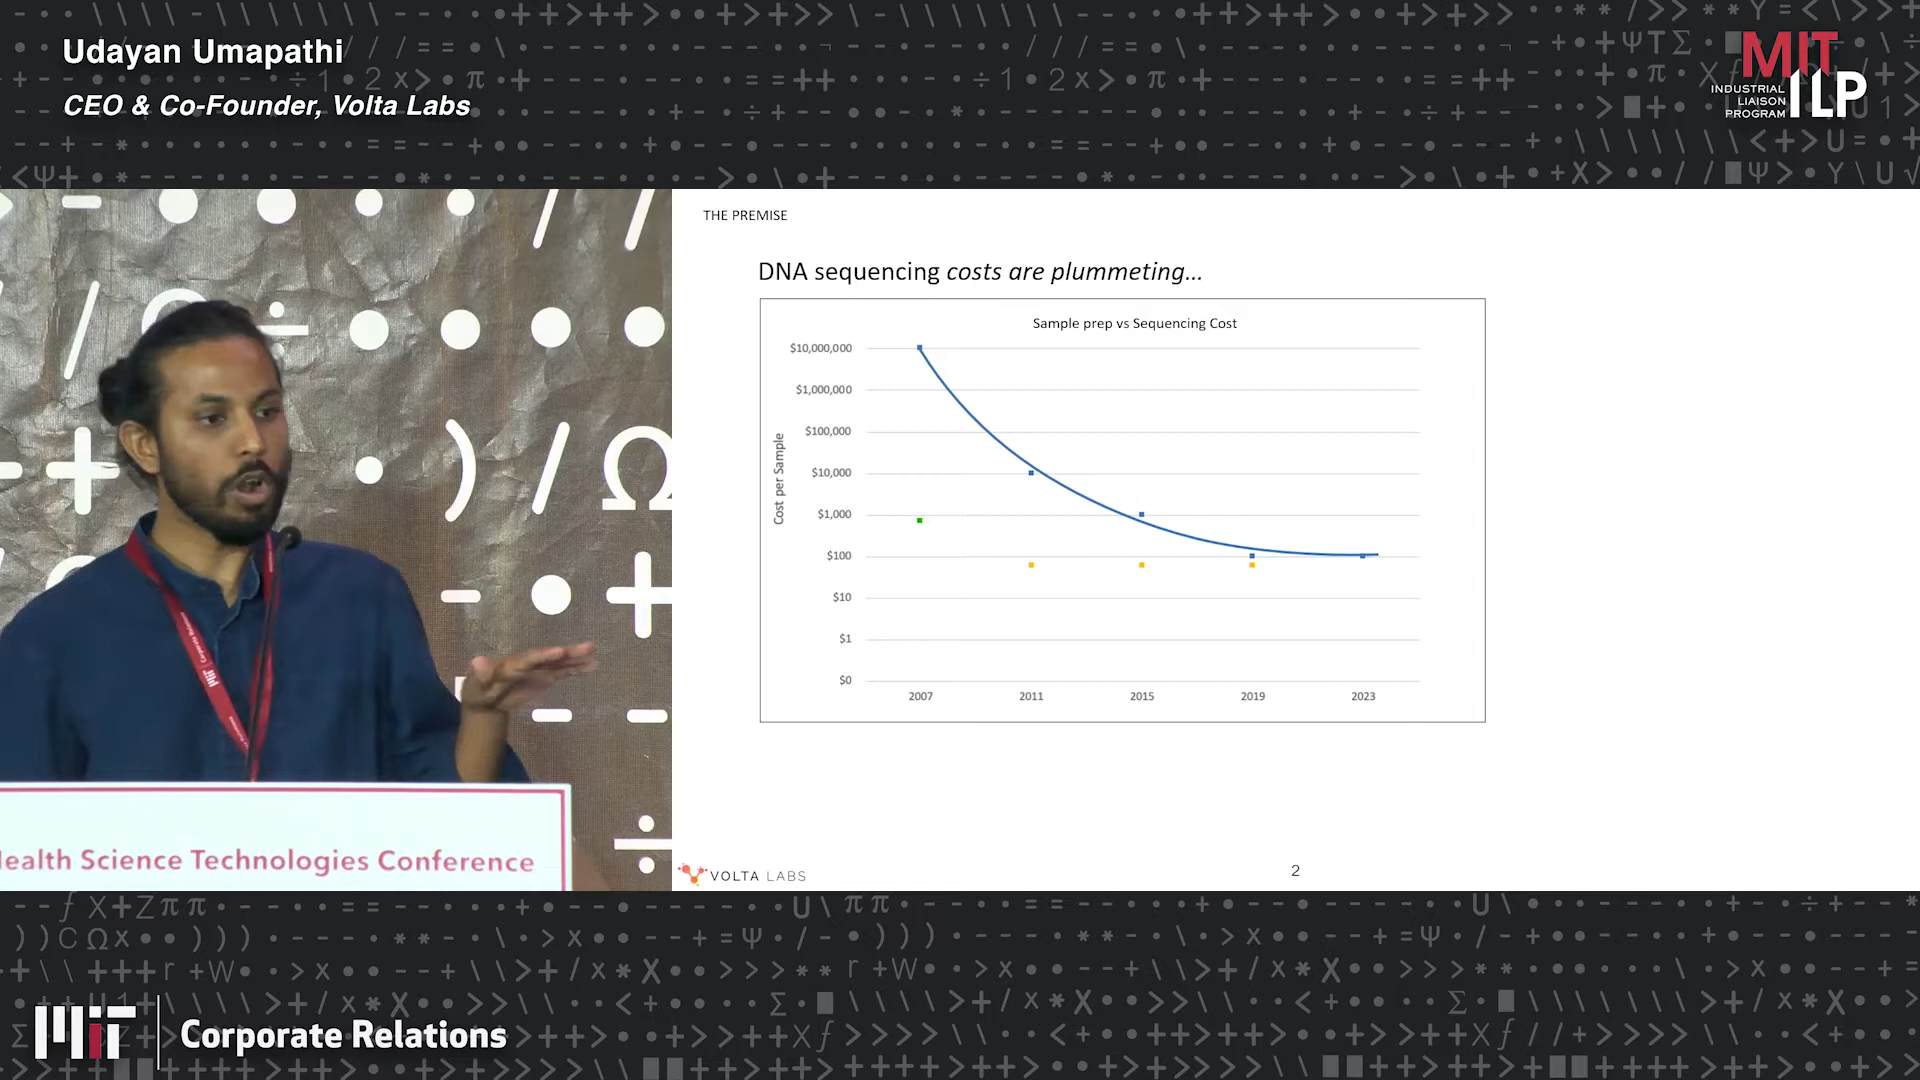 Udayan Umapathi
CEO & Co-Founder, Volta Labs
MIT
ILP
INDUSTRIAL
LIAISON
PROGRAM
THE PREMISE
DNA sequencing costs are plummeting...
Sample prep vs Sequencing Cost
Cost per Sample
$10,000,000
$1,000,000
$100,000
$10,000
$1,000
$100
$10
$1
$0
2007
2011
2015
2019
2023
VOLTA LABS
2
Health Science Technologies Conference
MIT
Corporate Relations